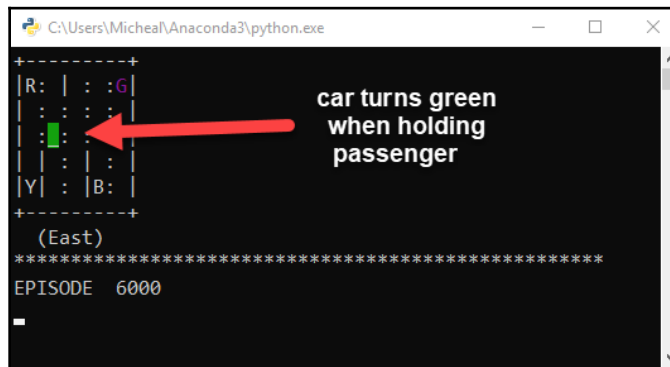 C:\Users\Micheal\Anaconda3\python.exe
+---------+
|R: | : :G|
| : : : : |
| : : : : |
| | : | : |
|Y| : |B: |
+---------+
(East)
car turns green
when holding
passenger
****************************************************
EPISODE 6000